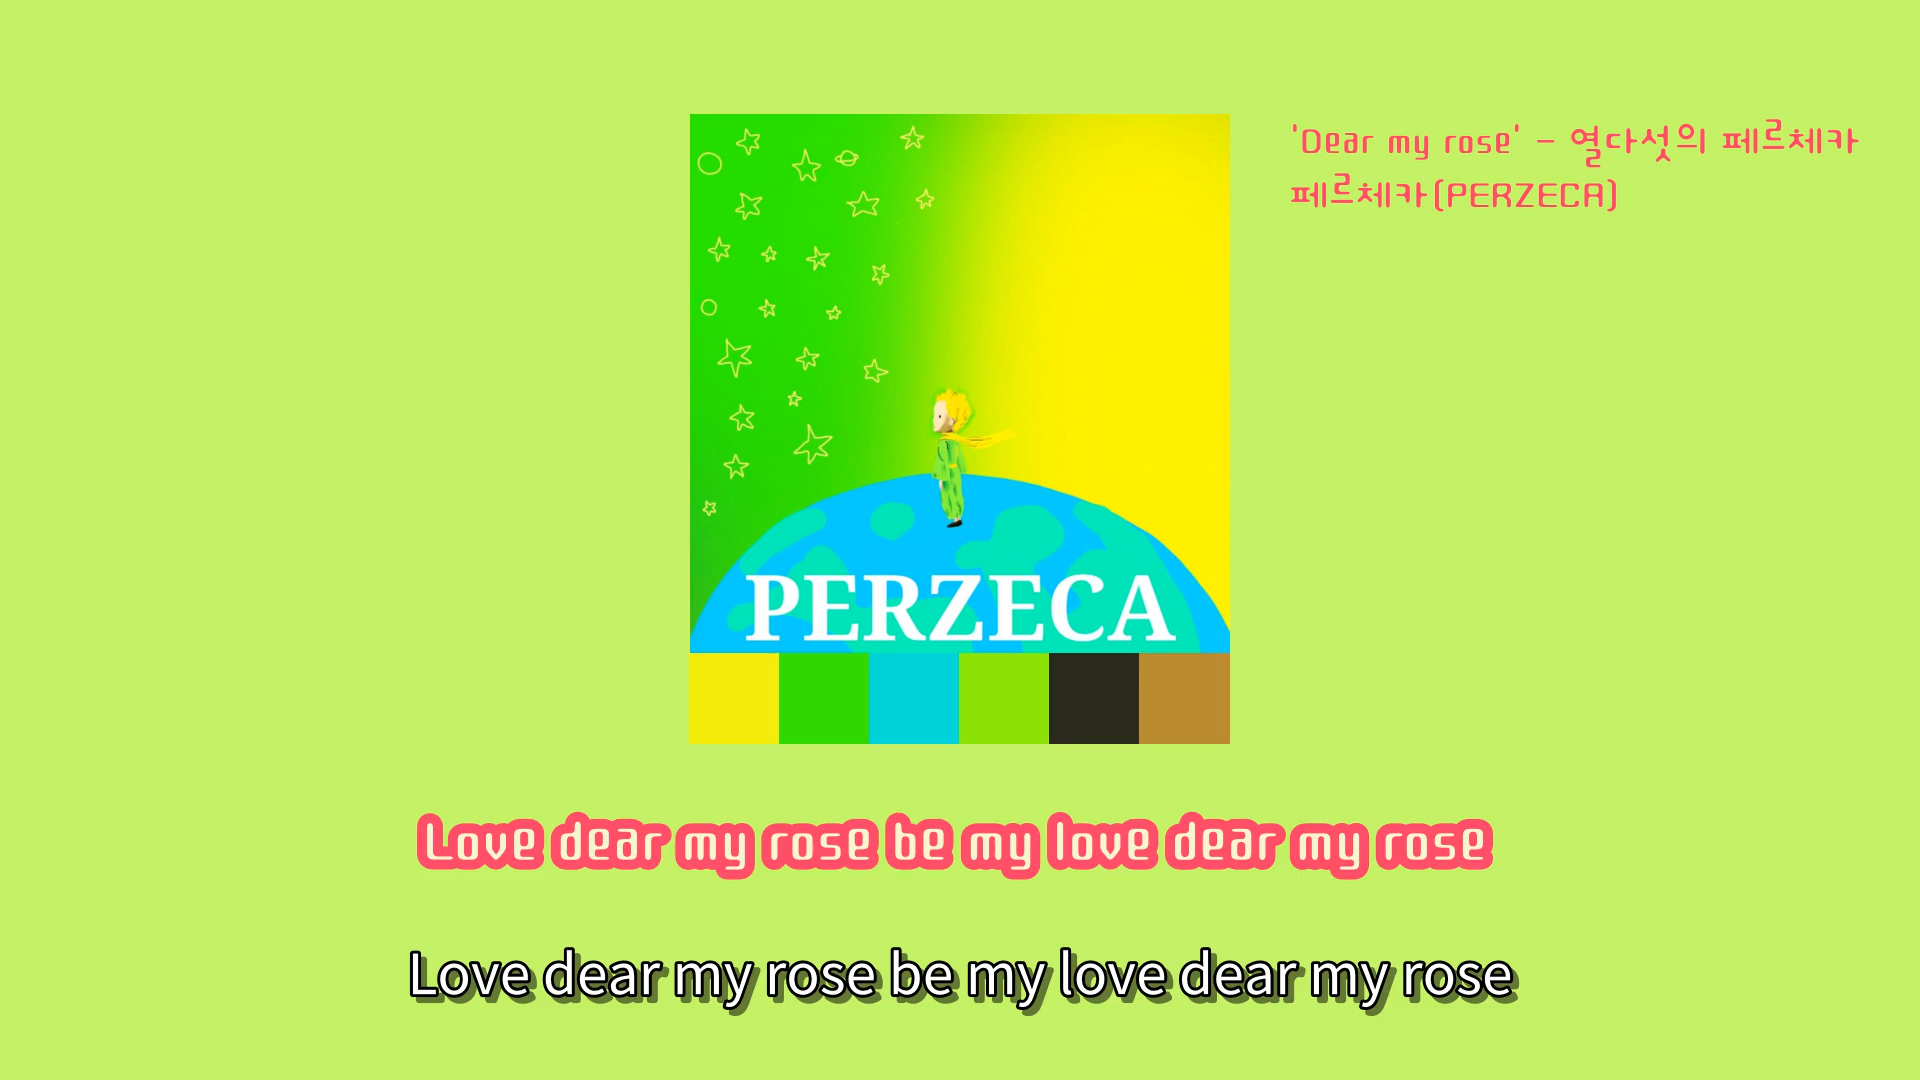 'Dear my rose' - 열다섯의 페르체카
페르체카(PERZECA)
PERZECA
Love dear my rose be my love dear my rose
Love dear my rose be my love dear my rose